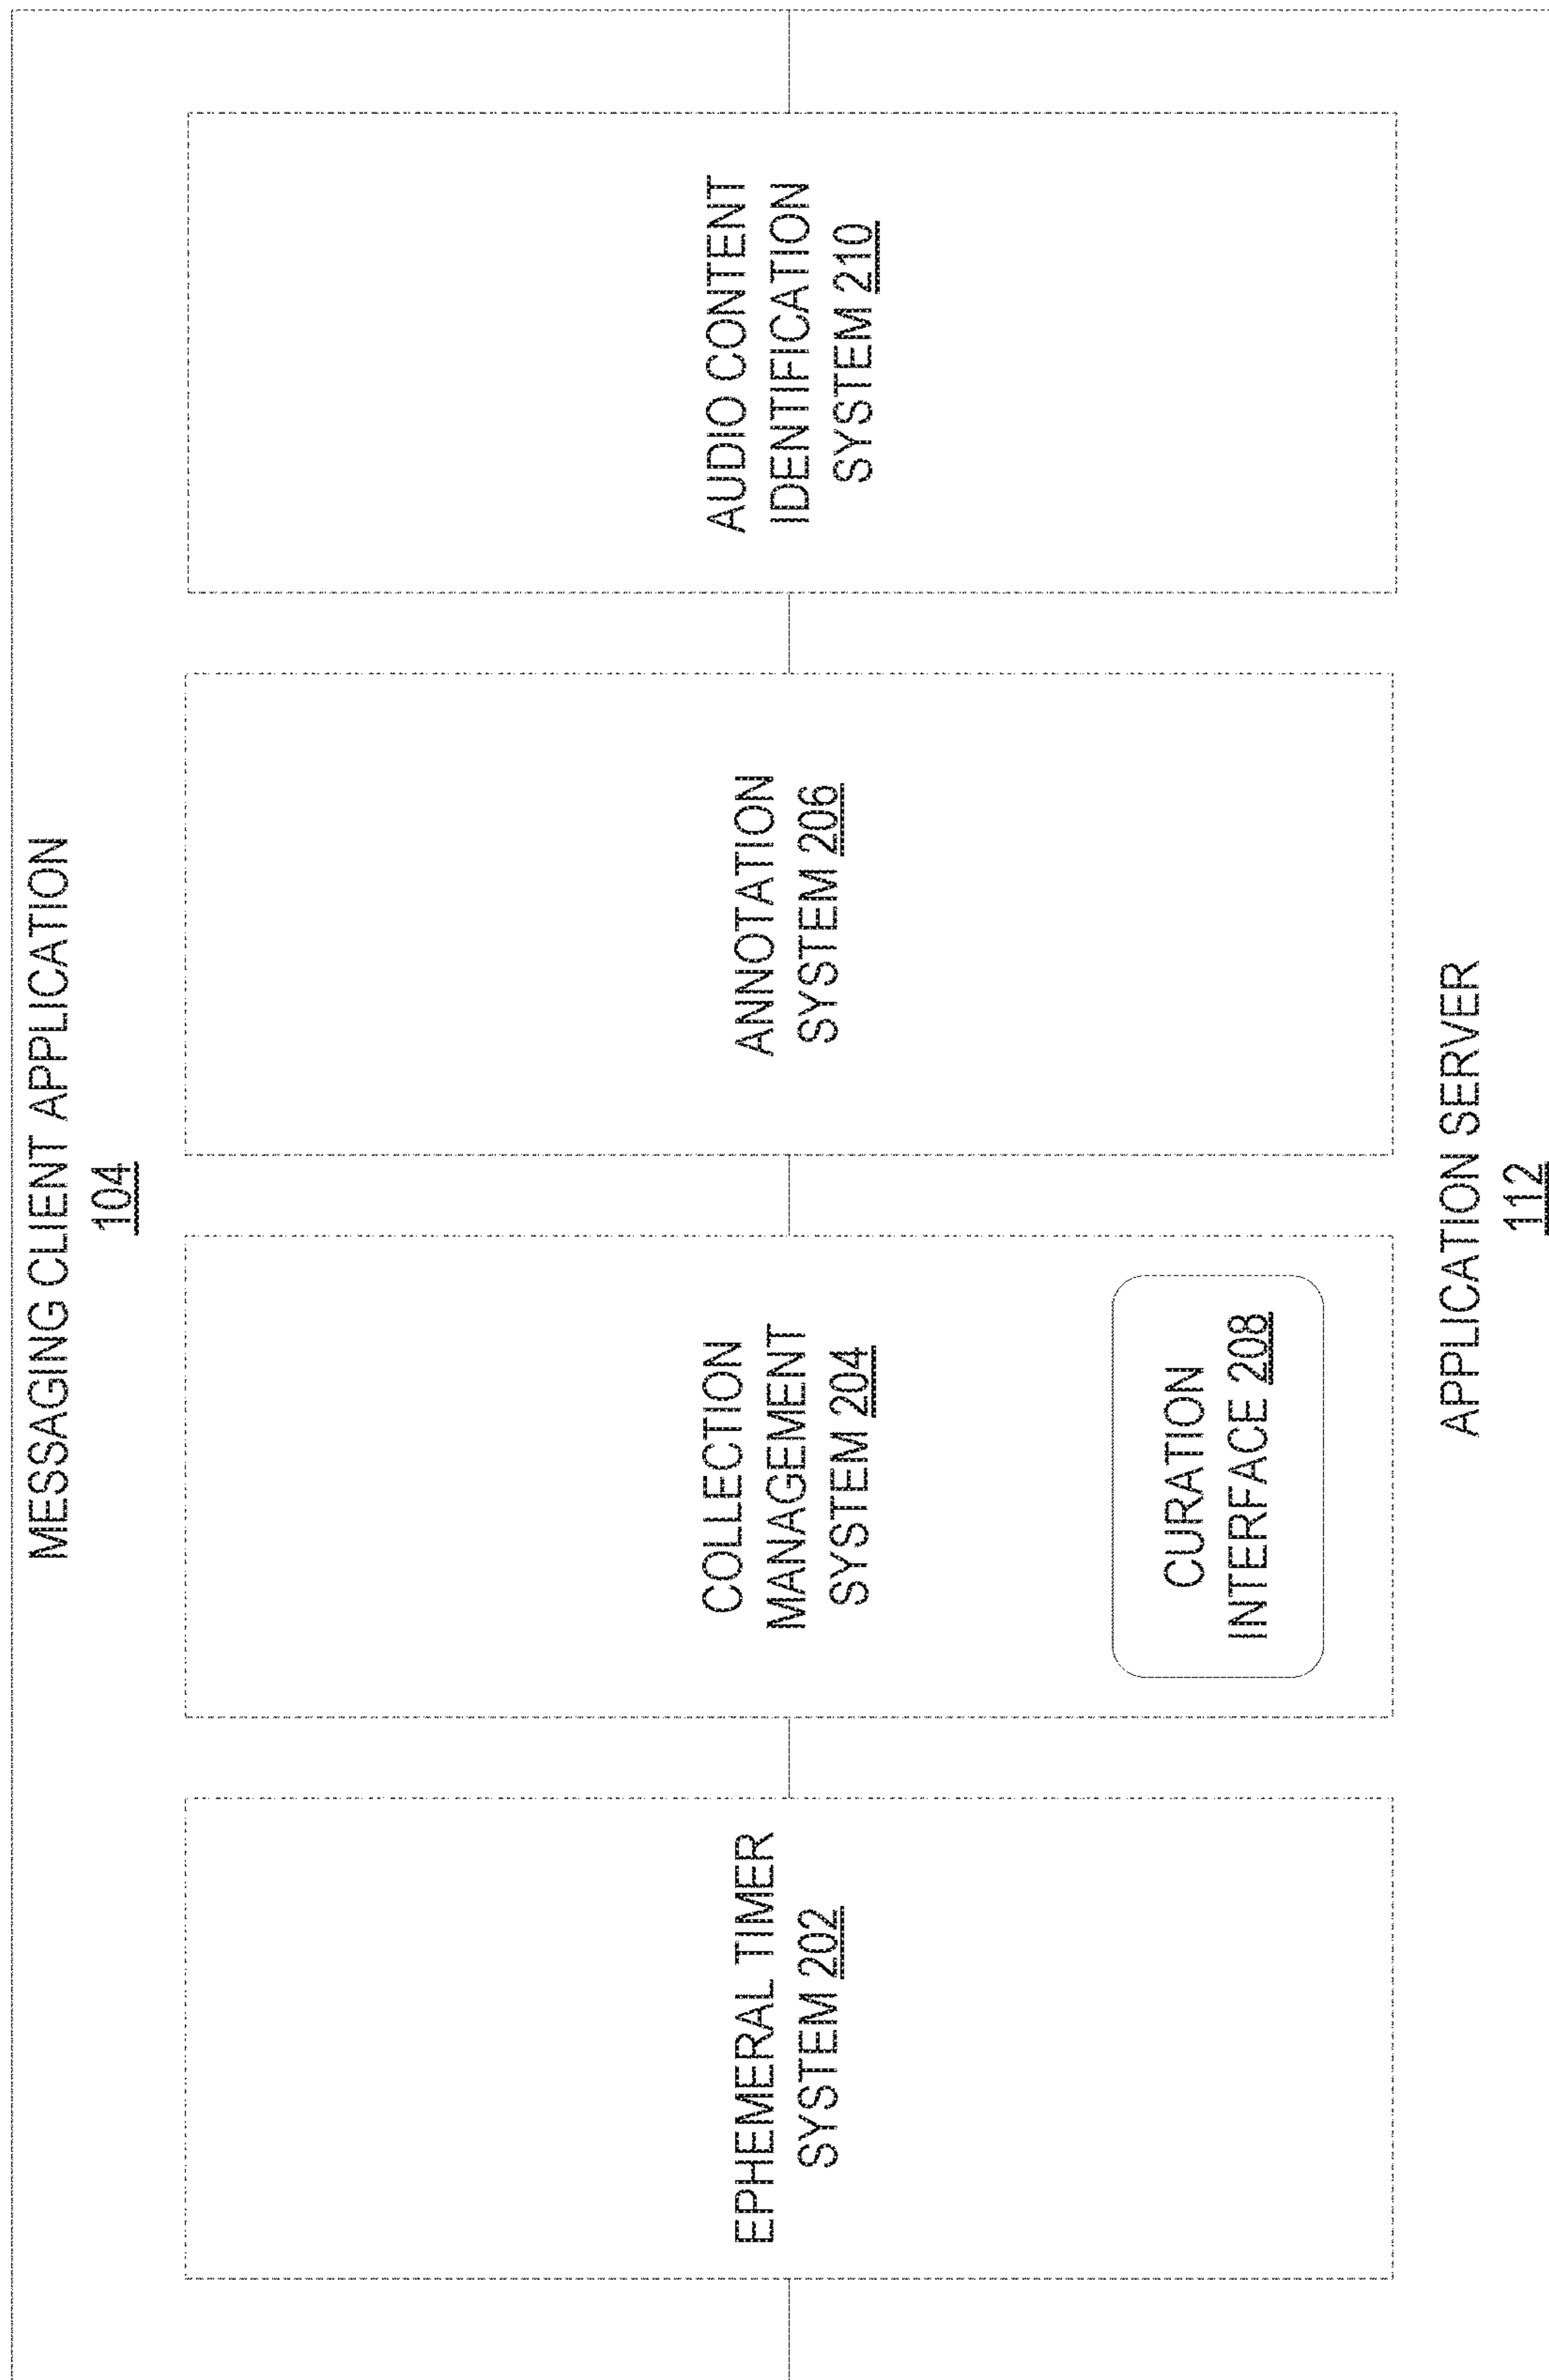 MESSAGING CLIENT APPLICATION
104
EPHEMERAL TIMER
SYSTEM 202
COLLECTION
MANAGEMENT
SYSTEM 204
CURATION
INTERFACE 208
ANNOTATION
SYSTEM 206
AUDIO CONTENT
IDENTIFICATION
SYSTEM 210
APPLICATION SERVER
112